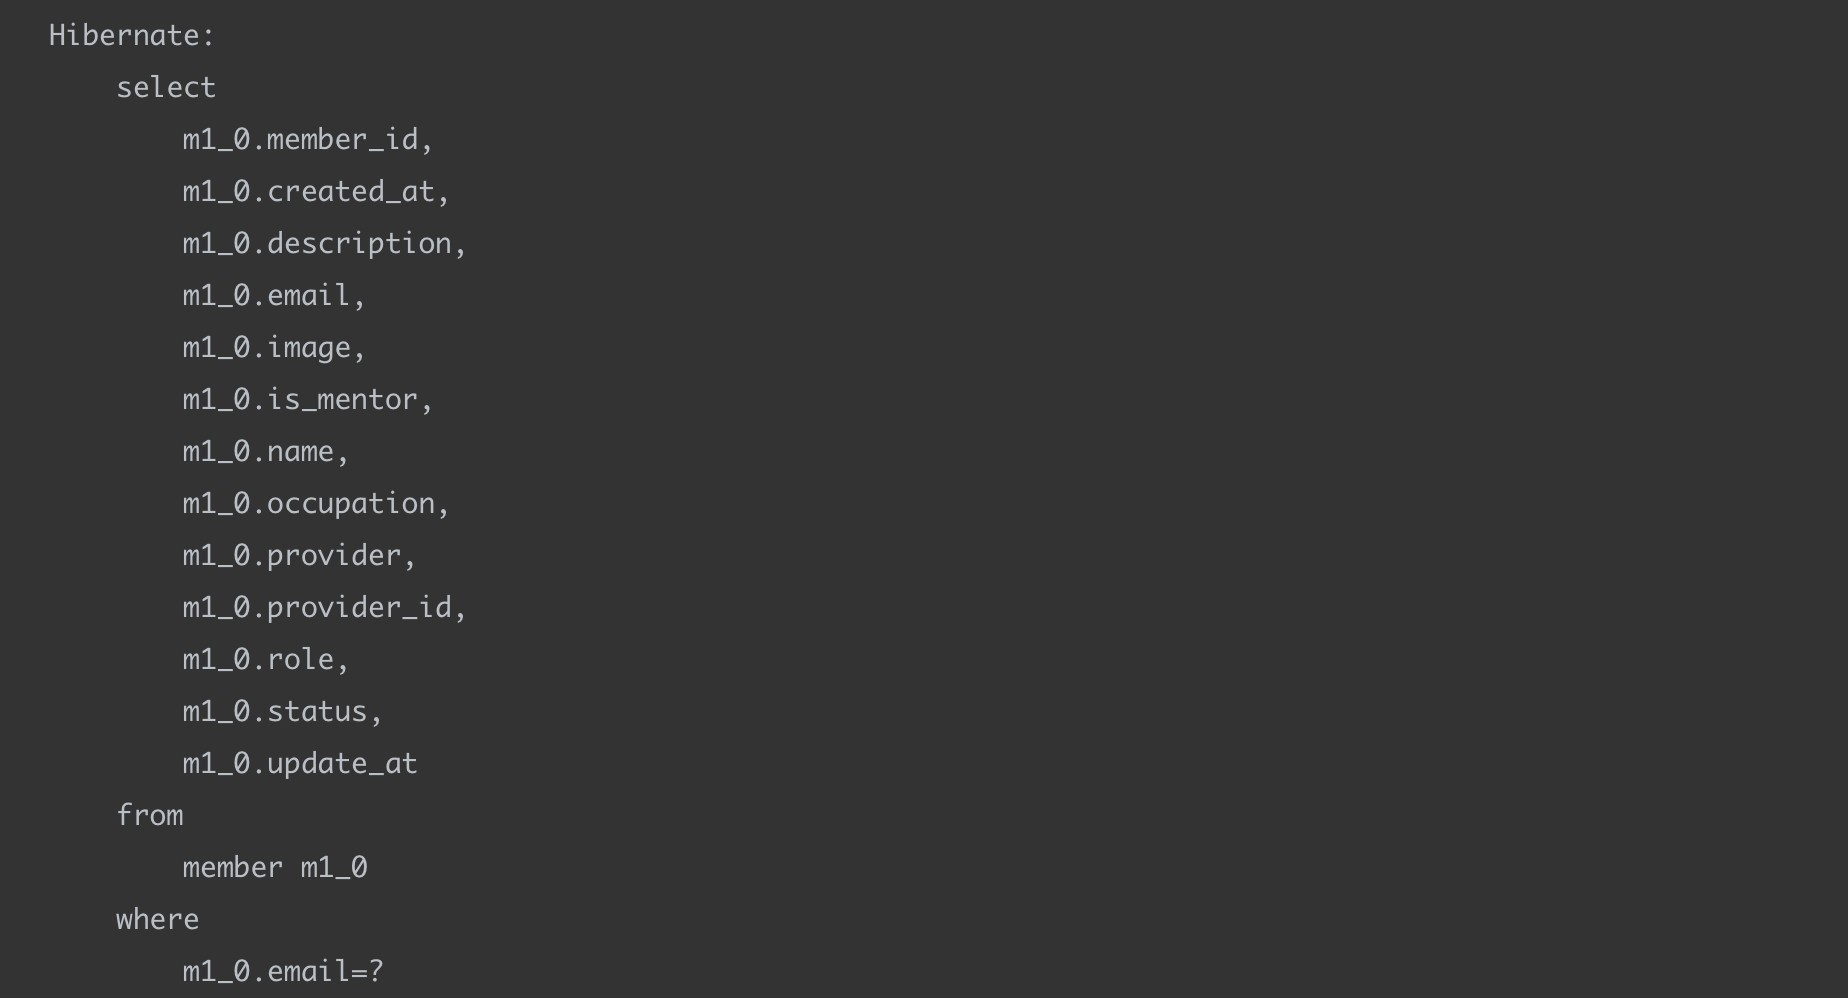 Hibernate:
select
m1_0.member_id,
m1_0.created_at,
m1_0.description,
m1_0.email,
m1_0.image,
m1_0.is_mentor,
m1_0.name,
m1_0.occupation,
m1_0.provider,
m1_0.provider_id,
m1_0.role,
m1_0.status,
m1_0.update_at
from
member m1_0
where
m1_0.email=?